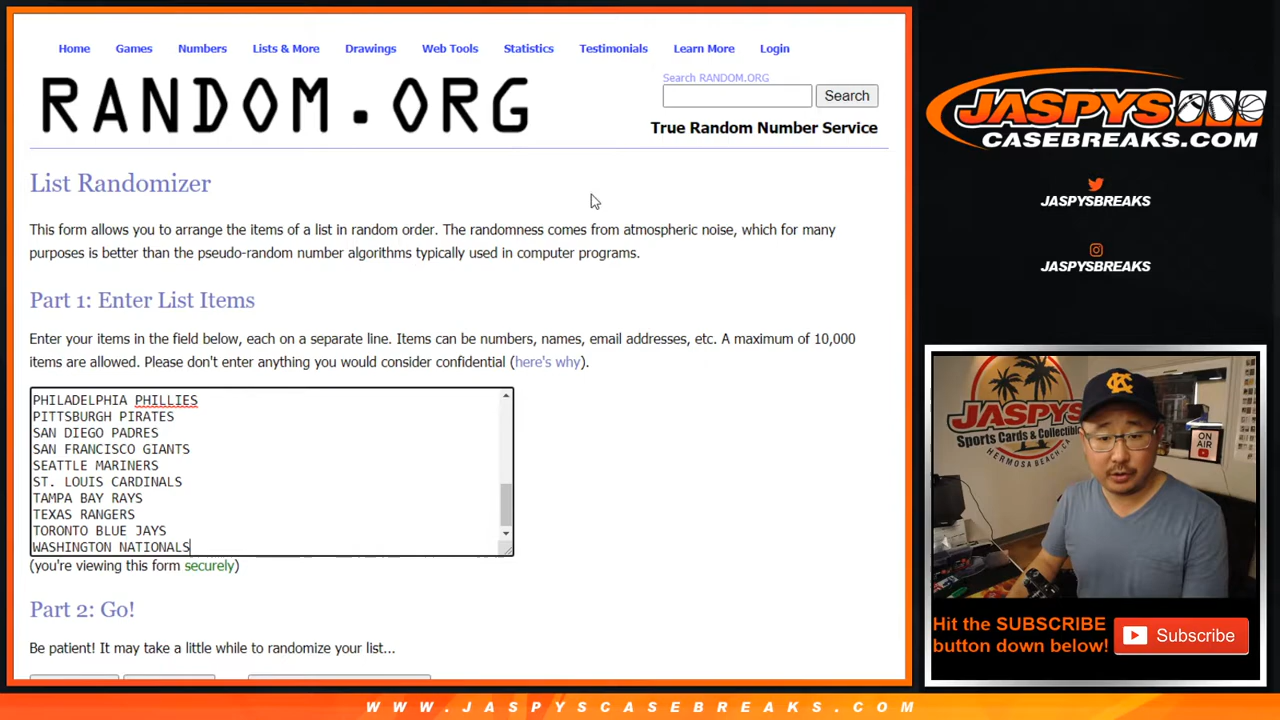 Home Games Numbers Lists & More Drawings Web Tools Statistics Testimonials Learn More Login
RANDOM.ORG
Search RANDOM.ORG
Search
True Random Number Service
List Randomizer
This form allows you to arrange the items of a list in random order. The randomness comes from atmospheric noise, which for many
purposes is better than the pseudo-random number algorithms typically used in computer programs.
Part 1: Enter List Items
Enter your items in the field below, each on a separate line. Items can be numbers, names, email addresses, etc. A maximum of 10,000
items are allowed. Please don't enter anything you would consider confidential (here's why).
PHILADELPHIA PHILLIES
PITTSBURGH PIRATES
SAN DIEGO PADRES
SAN FRANCISCO GIANTS
SEATTLE MARINERS
ST. LOUIS CARDINALS
TAMPA BAY RAYS
TEXAS RANGERS
TORONTO BLUE JAYS
WASHINGTON NATIONALS
(you're viewing this form securely)
Part 2: Go!
Be patient! It may take a little while to randomize your list...
JASPYS
CASEBREAKS.COM
JASPYSBREAKS
JASPYSBREAKS
JASPYS
Sports Cards & Collectibles
HERMOSA BEACH, CA
ON AIR
KC
Hit the SUBSCRIBE
button down below!
Subscribe
WWW.JASPYSCASEBREAKS.COM